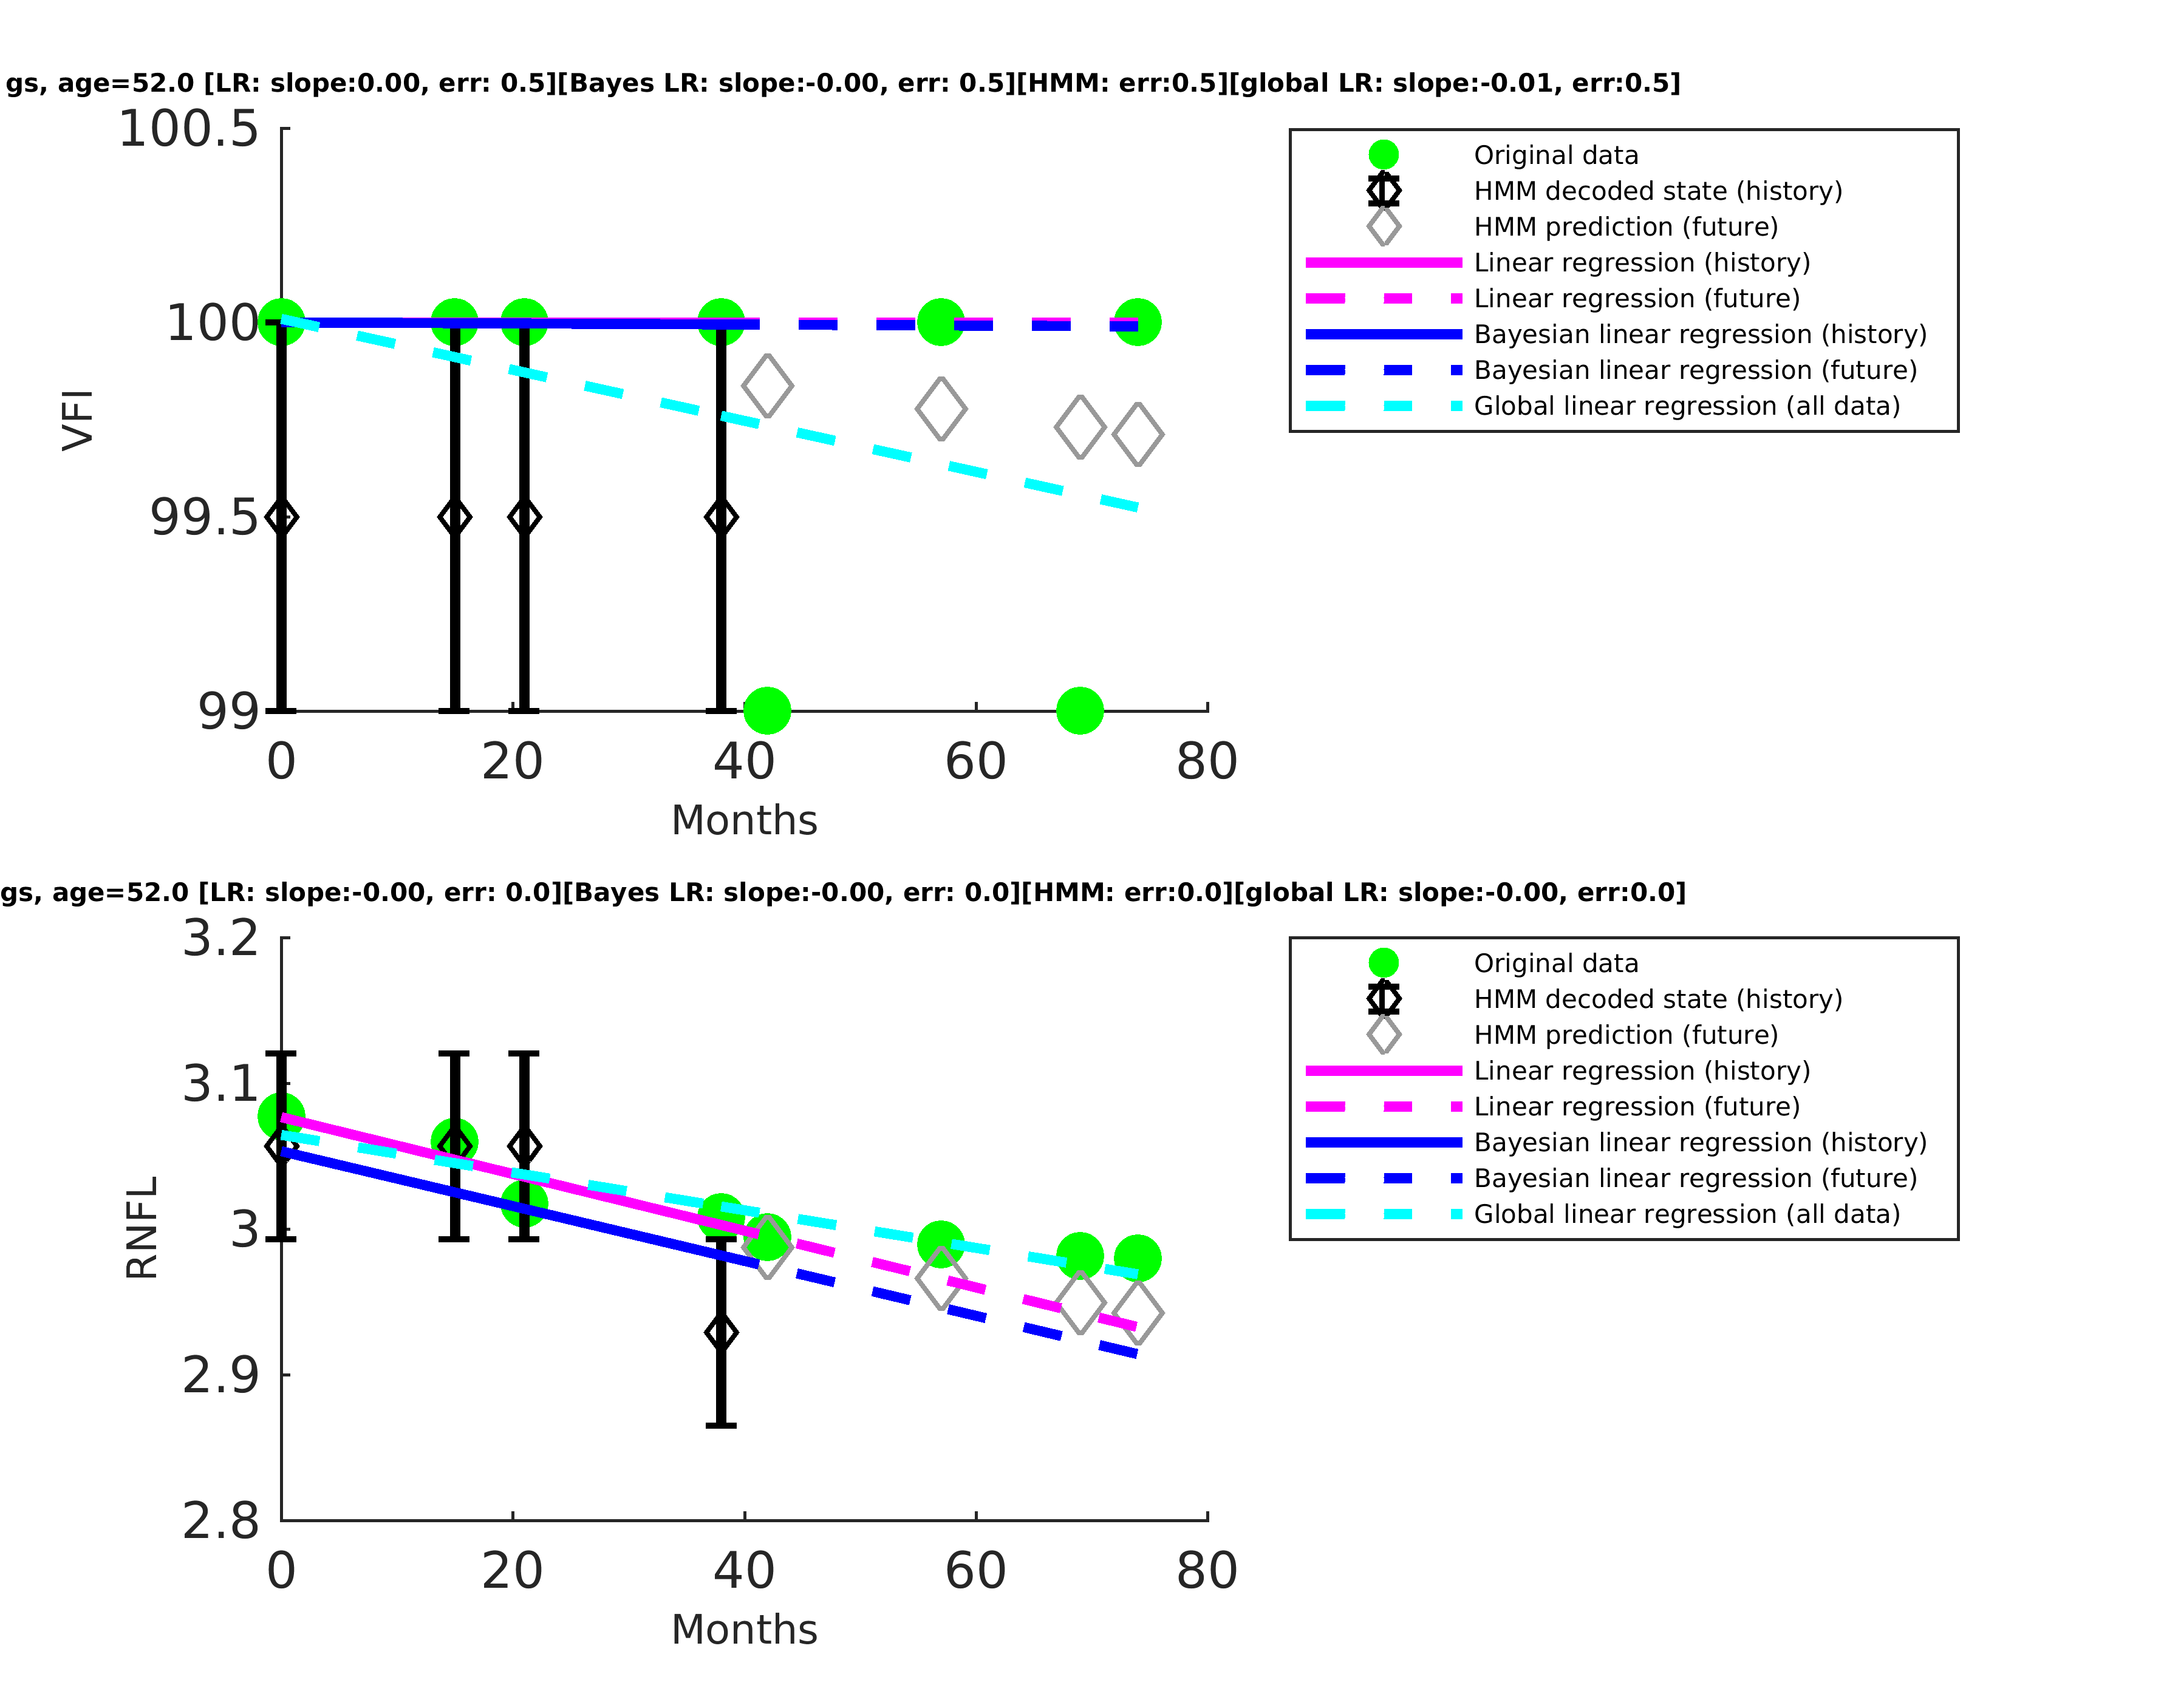 gs, age=52.0 [LR: slope:0.00, err: 0.5][Bayes LR: slope:-0.00, err: 0.5][HMM: err:0.5][global LR: slope:-0.01, err:0.5]
100.5
100
99.5
99
VFI
0 20 40 60 80
Months
Original data
HMM decoded state (history)
HMM prediction (future)
Linear regression (history)
Linear regression (future)
Bayesian linear regression (history)
Bayesian linear regression (future)
Global linear regression (all data)
gs, age=52.0 [LR: slope:-0.00, err: 0.0][Bayes LR: slope:-0.00, err: 0.0][HMM: err:0.0][global LR: slope:-0.00, err:0.0]
3.2
3.1
3
2.9
2.8
RNFL
0 20 40 60 80
Months
Original data
HMM decoded state (history)
HMM prediction (future)
Linear regression (history)
Linear regression (future)
Bayesian linear regression (history)
Bayesian linear regression (future)
Global linear regression (all data)